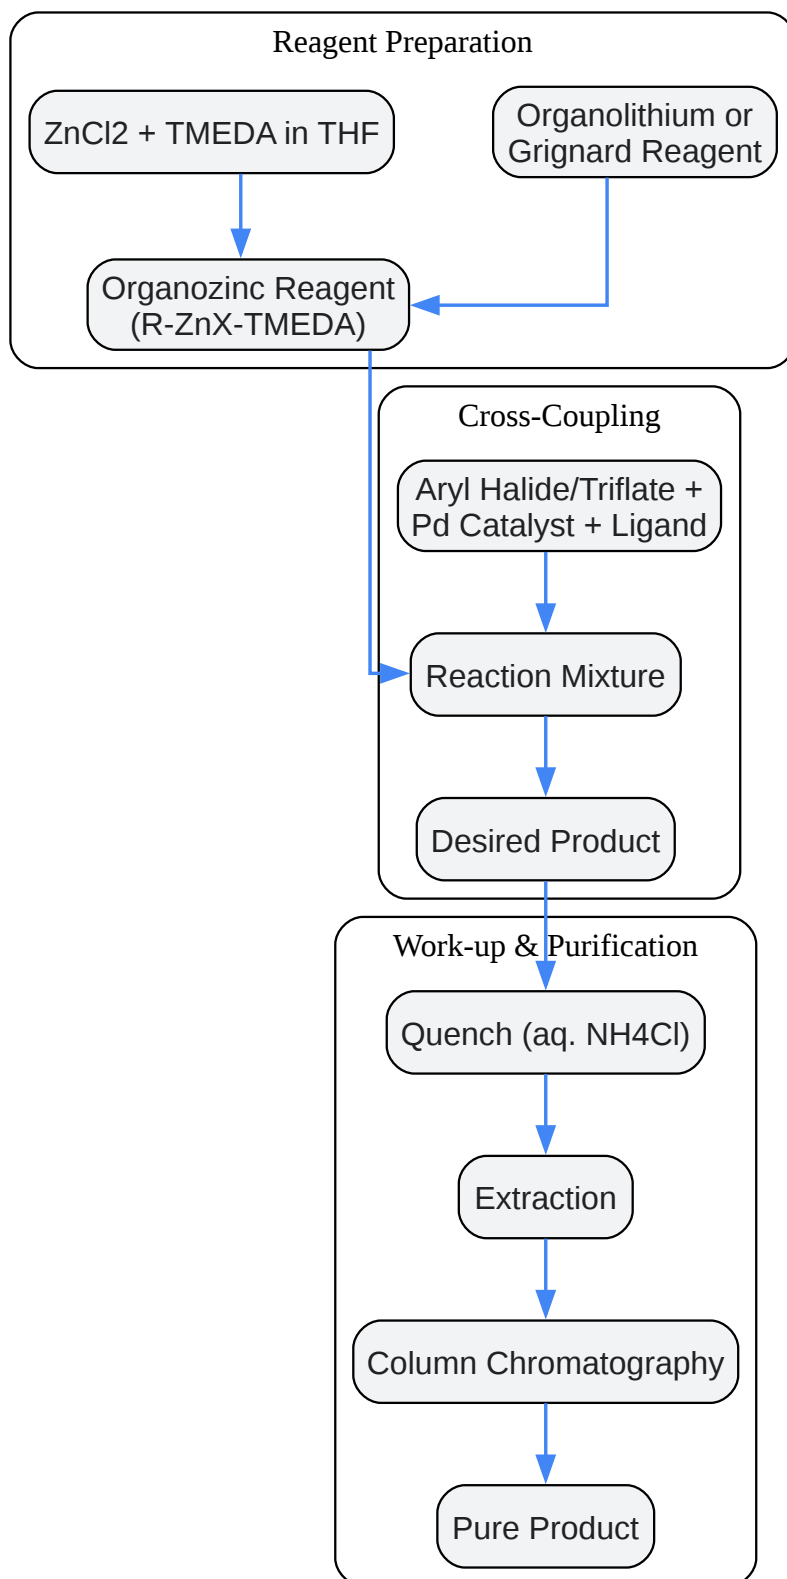 Reagent Preparation
ZnCl2 + TMEDA in THF
Organolithium or
Grignard Reagent
Organozinc Reagent
(R-ZnX-TMEDA)
Cross-Coupling
Aryl Halide/Triflate +
Pd Catalyst + Ligand
Reaction Mixture
Desired Product
Work-up & Purification
Quench (aq. NH4Cl)
Extraction
Column Chromatography
Pure Product